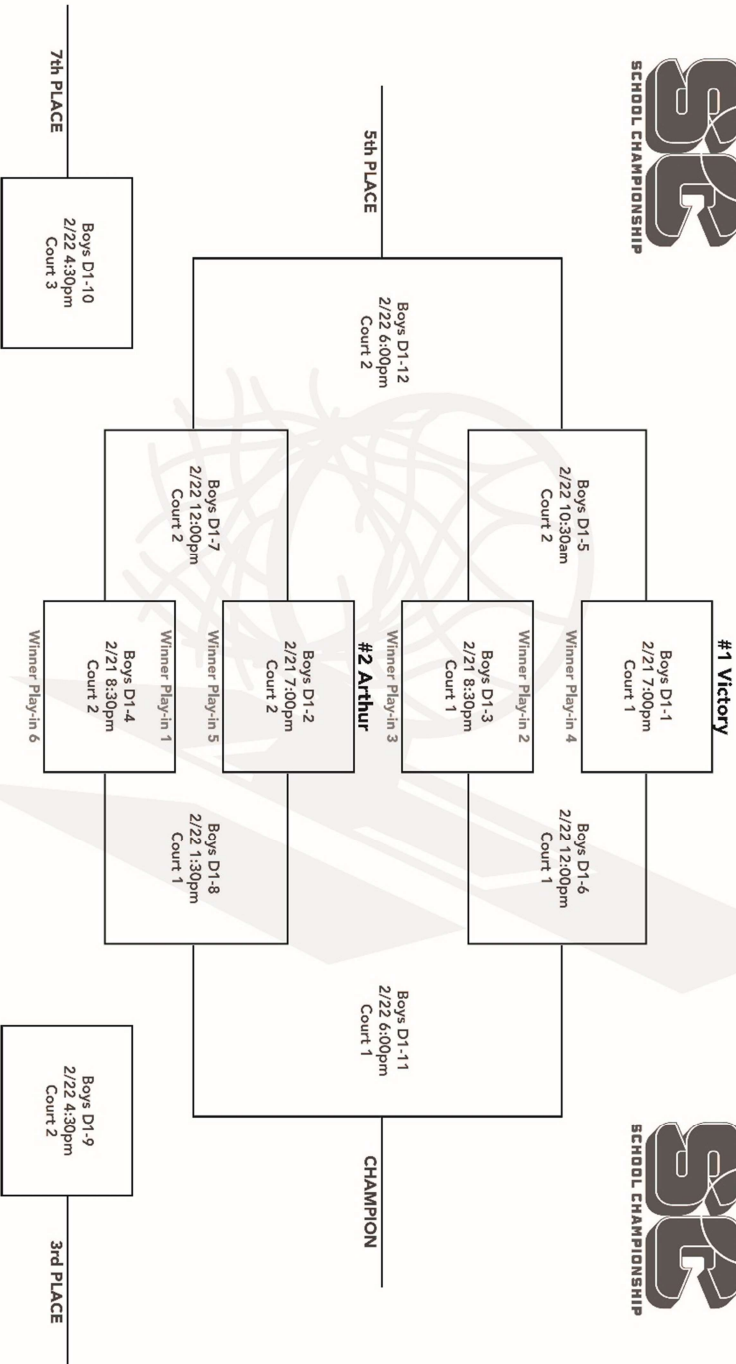 SC
SCHOOL CHAMPIONSHIP
SC
SCHOOL CHAMPIONSHIP
#1 Victory
Boys D1-1
2/21 7:00pm
Court 1
Winner Play-in 4
Boys D1-5
2/22 10:30am
Court 2
Boys D1-6
2/22 12:00pm
Court 1
Winner Play-in 2
Boys D1-3
2/21 8:30pm
Court 1
Winner Play-in 3
5th PLACE
Boys D1-12
2/22 6:00pm
Court 2
Boys D1-11
2/22 6:00pm
Court 1
CHAMPION
#2 Arthur
Boys D1-2
2/21 7:00pm
Court 2
Winner Play-in 5
Boys D1-7
2/22 12:00pm
Court 2
Boys D1-8
2/22 1:30pm
Court 1
Winner Play-in 1
Boys D1-4
2/21 8:30pm
Court 2
Winner Play-in 6
7th PLACE
Boys D1-10
2/22 4:30pm
Court 3
Boys D1-9
2/22 4:30pm
Court 2
3rd PLACE